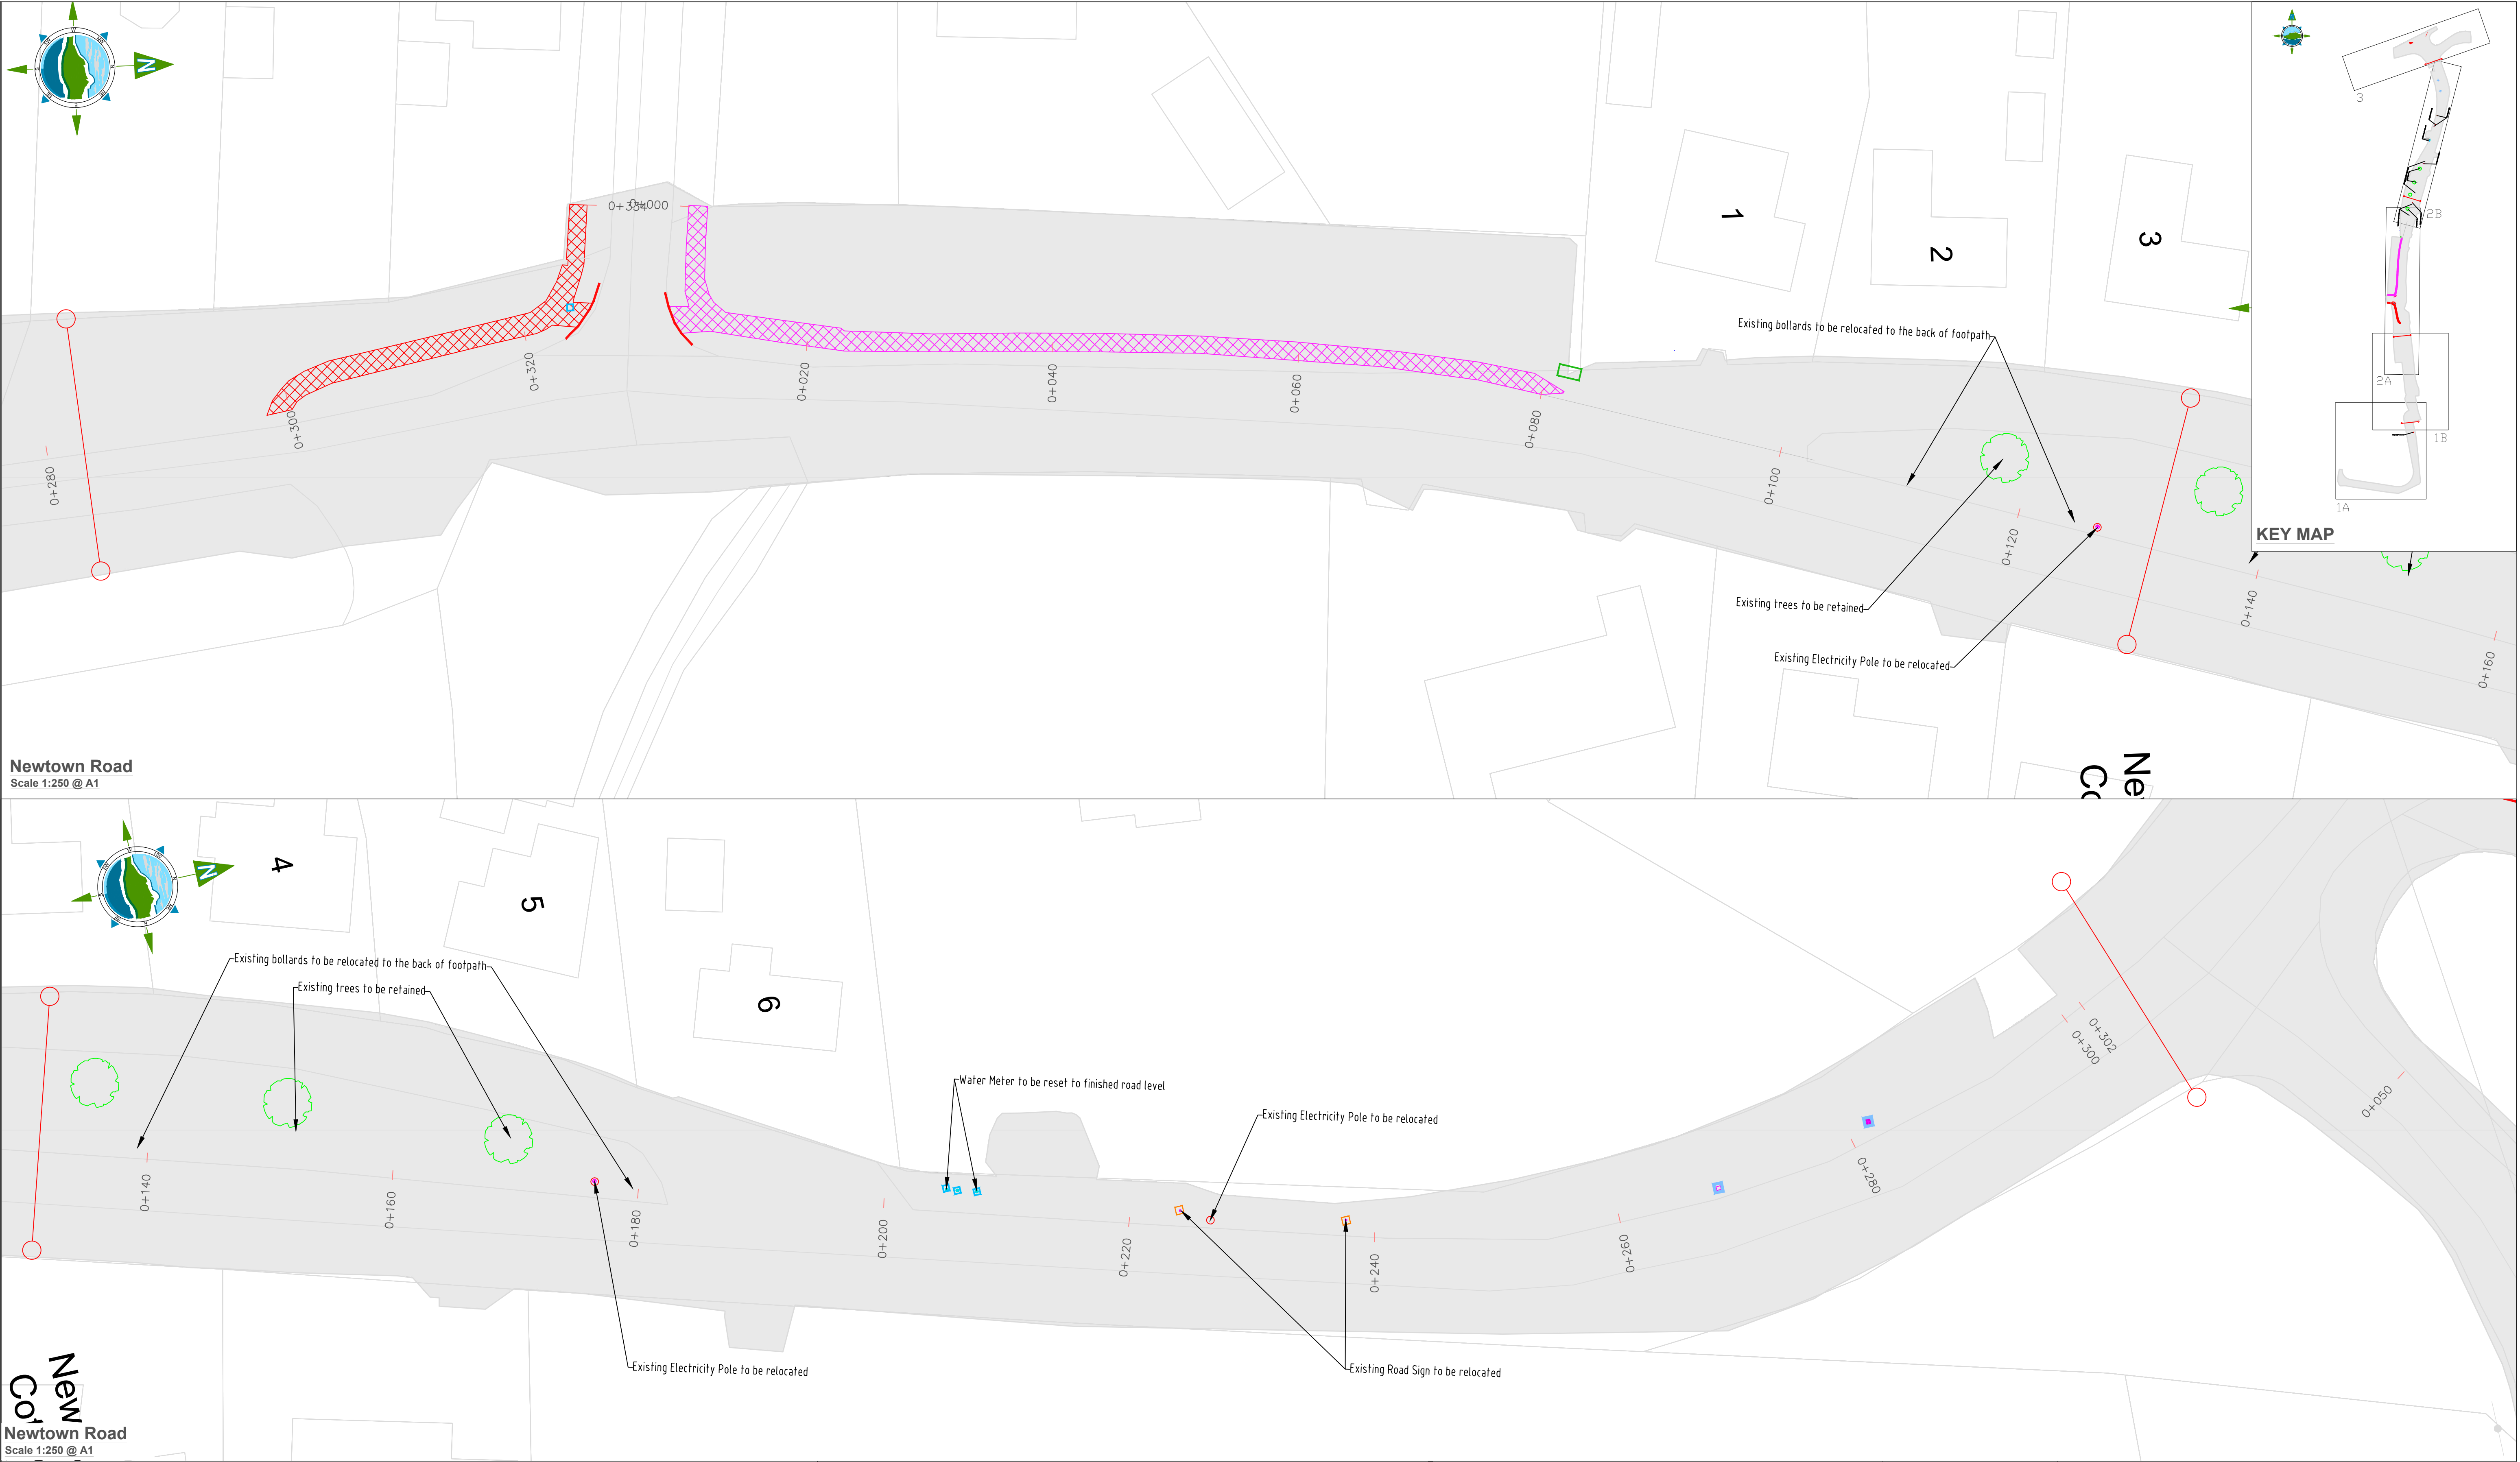 N
0+334
0+000
1
2
3
Existing bollards to be relocated to the back of footpath
0+280
0+300
0+320
0+020
0+040
0+060
0+080
0+100
0+120
0+140
0+160
Existing trees to be retained
Existing Electricity Pole to be relocated
Newtown Road
Scale 1:250 @ A1
New
Co
3
2B
2A
1B
1A
KEY MAP
N
4
5
6
Existing bollards to be relocated to the back of footpath
Existing trees to be retained
Water Meter to be reset to finished road level
Existing Electricity Pole to be relocated
0+140
0+160
0+180
0+200
0+220
0+240
0+260
0+280
0+300
0+302
0+050
Existing Electricity Pole to be relocated
Existing Road Sign to be relocated
New
Cot
Newtown Road
Scale 1:250 @ A1